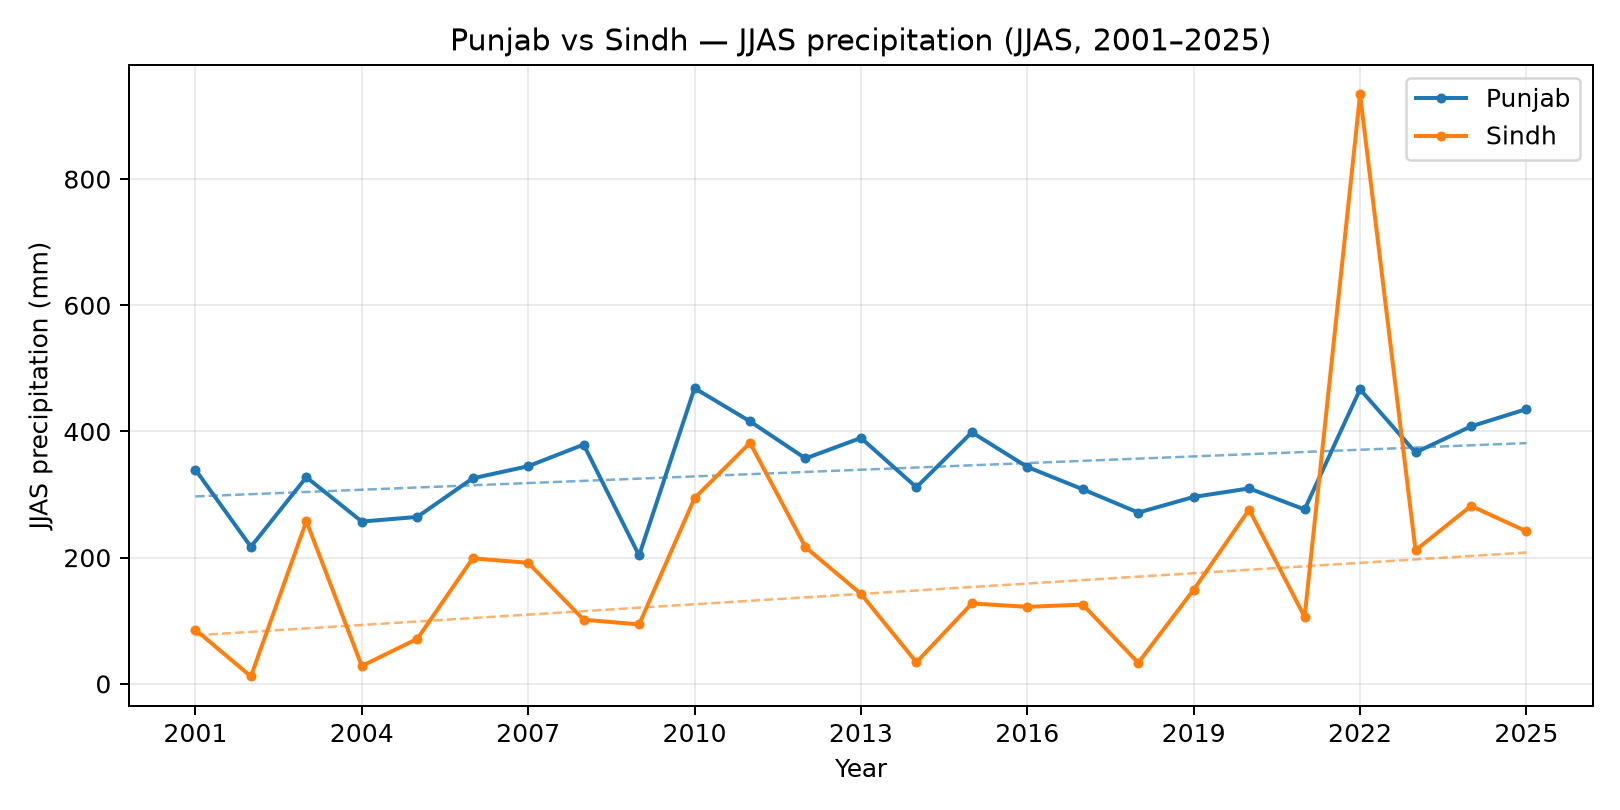 Punjab vs Sindh — JJAS precipitation (JJAS, 2001–2025)
Punjab
Sindh
JJAS precipitation (mm)
800
600
400
200
0
2001 2004 2007 2010 2013 2016 2019 2022 2025
Year